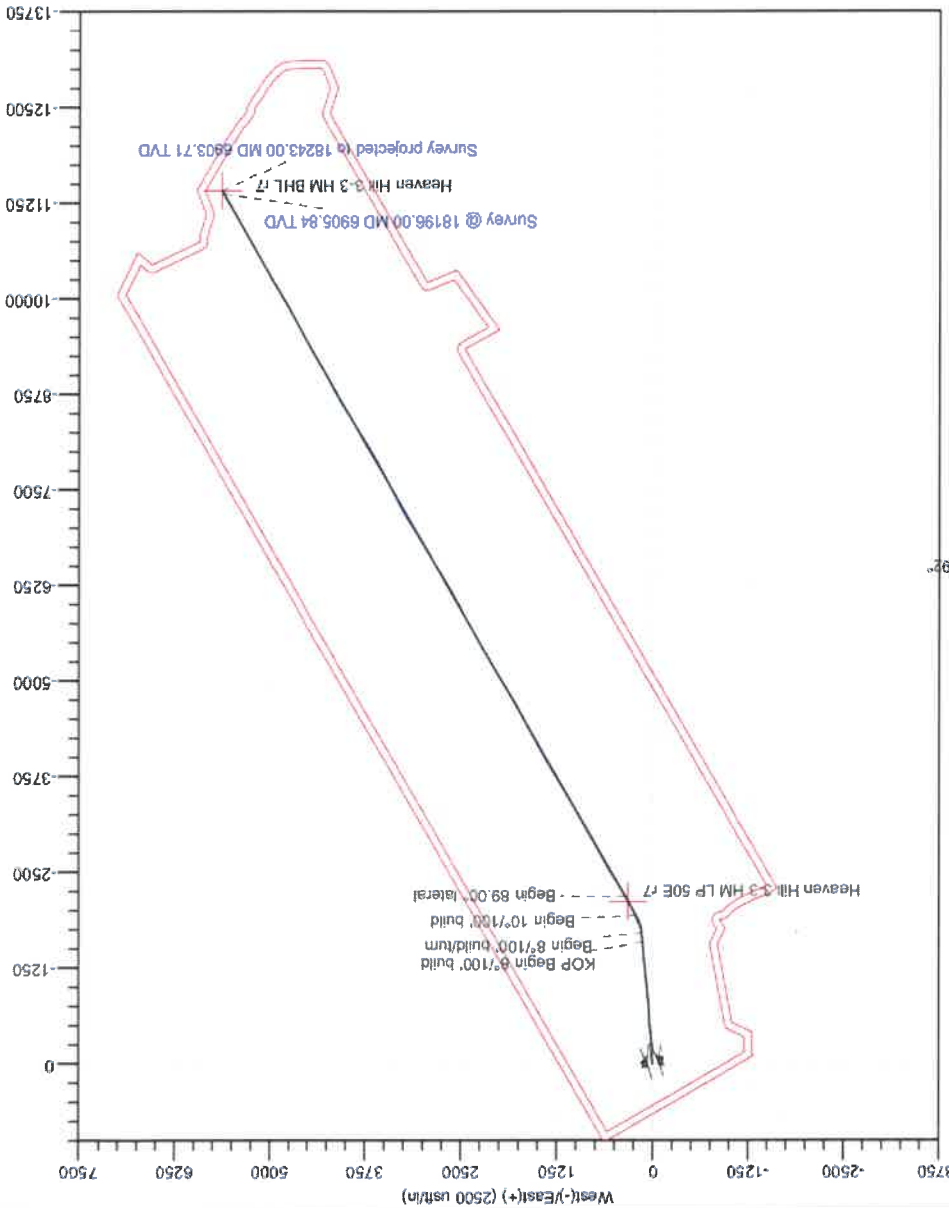 West(-)/East(+) (2500 usft/in)
3750
-2500
-1250
0
1250
2500
3750
5000
6250
7500
0
-1250
KOP Begin 6°/100' build
Begin 8°/100' build/turn
Begin 10°/100' build
Heaven Hill 3-3 HM LP 50E r7
Begin 89.00° lateral
-2500
-3750
-5000
-6250
-7500
-8750
-10000
Survey @ 18196.00 MD 6905.84 TVD
-11250
Heaven Hill 3-3 HM BHL r7
Survey projected to 18243.00 MD 6903.71 TVD
-12500
-13750